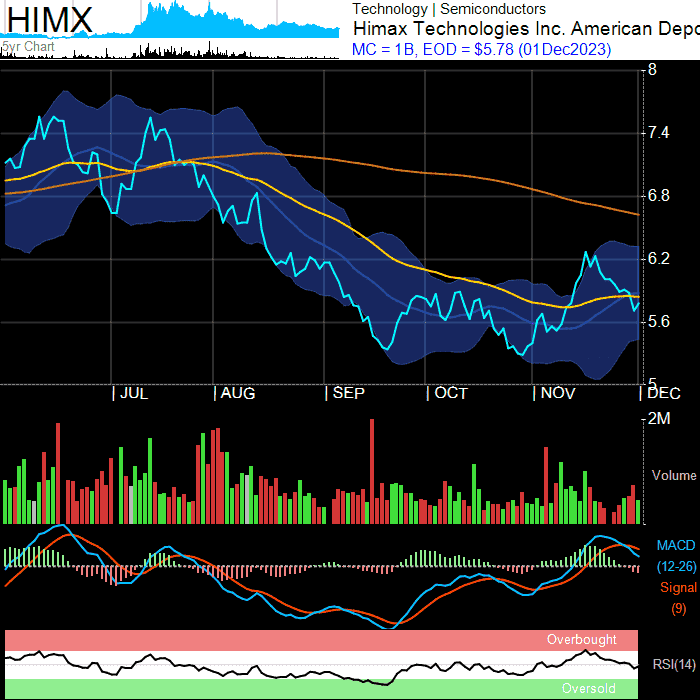 HIMX
5yr Chart
Technology | Semiconductors
Himax Technologies Inc. American Depo
MC = 1B, EOD = $5.78 (01Dec2023)
8
7.4
6.8
6.2
5.6
5
| JUL | AUG | SEP | OCT | NOV | DEC
2M
Volume
MACD
(12-26)
Signal
(9)
Overbought
RSI(14)
Oversold